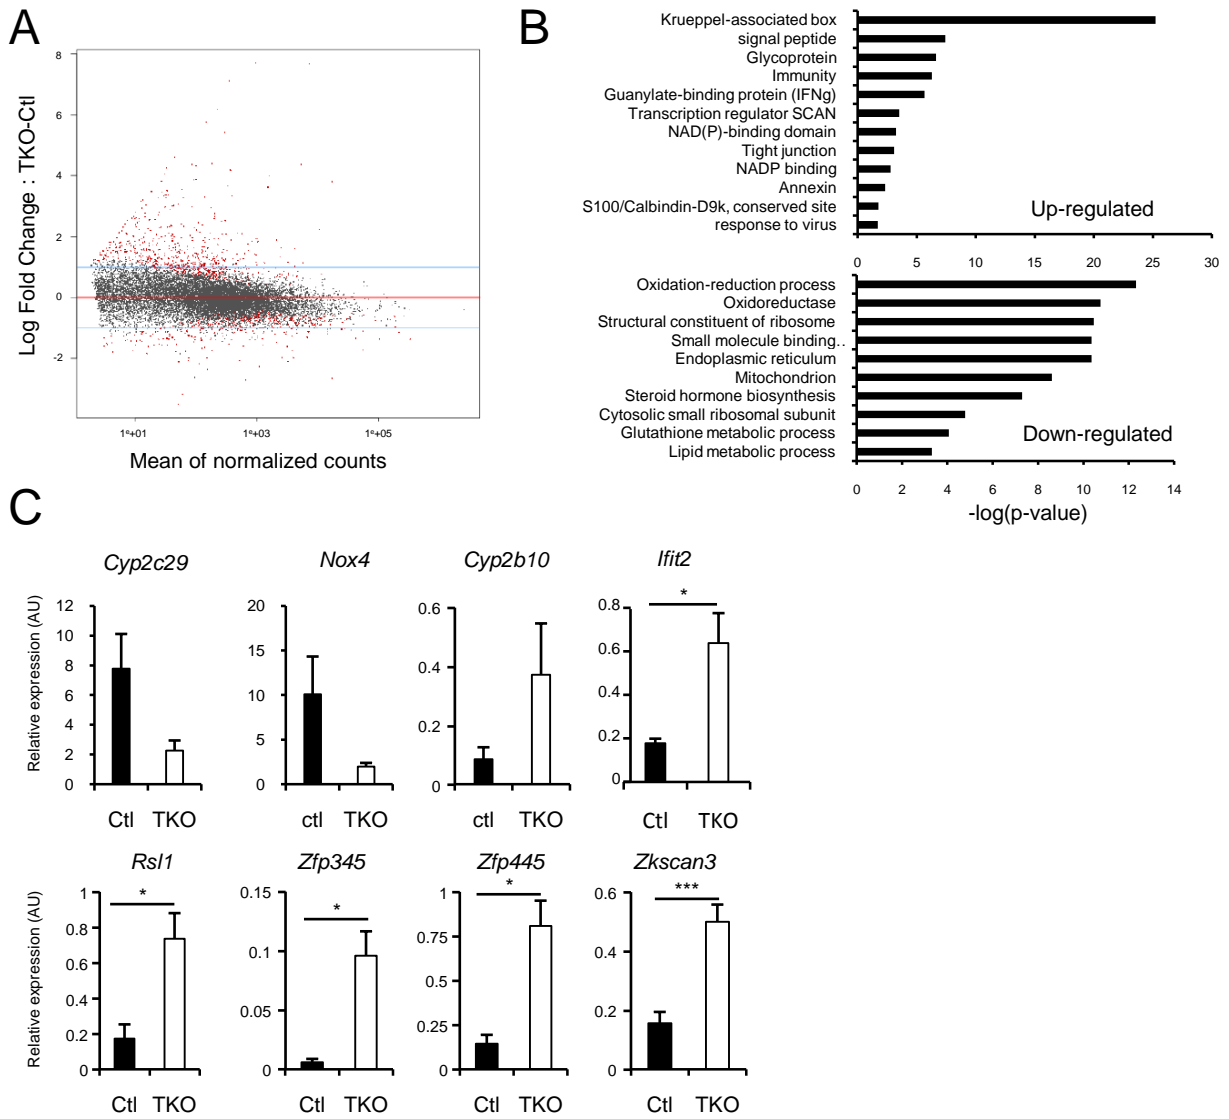 A
Log Fold Change : TKO-Ctl
8
6
4
2
0
-2
1e+01
1e+03
1e+05
Mean of normalized counts
B
Krueppel-associated box
signal peptide
Glycoprotein
Immunity
Guanylate-binding protein (IFNg)
Transcription regulator SCAN
NAD(P)-binding domain
Tight junction
NADP binding
Annexin
S100/Calbindin-D9k, conserved site
response to virus
Up-regulated
0 5 10 15 20 25 30
Oxidation-reduction process
Oxidoreductase
Structural constituent of ribosome
Small molecule binding..
Endoplasmic reticulum
Mitochondrion
Steroid hormon biosynthesis
Cytosolic small ribosomal subunit
Glutathione metabolic process
Lipid metabolic process
Down-regulated
0 2 4 6 8 10 12 14
-log(p-value)
C
Cyp2c29
Relative expression (AU)
12
10
8
6
4
2
0
Ctl TKO
Nox4
20
15
10
5
0
ctl TKO
Cyp2b10
0.6
0.4
0.2
0
ctl TKO
Ifit2
*
0.8
0.6
0.4
0.2
0
Ctl TKO
Rsl1
*
Relative expression (AU)
1
0.8
0.6
0.4
0.2
0
Ctl TKO
Zfp345
*
0.15
0.1
0.05
0
Ctl TKO
Zfp445
*
1
0.75
0.5
0.25
0
Ctl TKO
Zkscan3
***
0.6
0.4
0.2
0
Ctl TKO